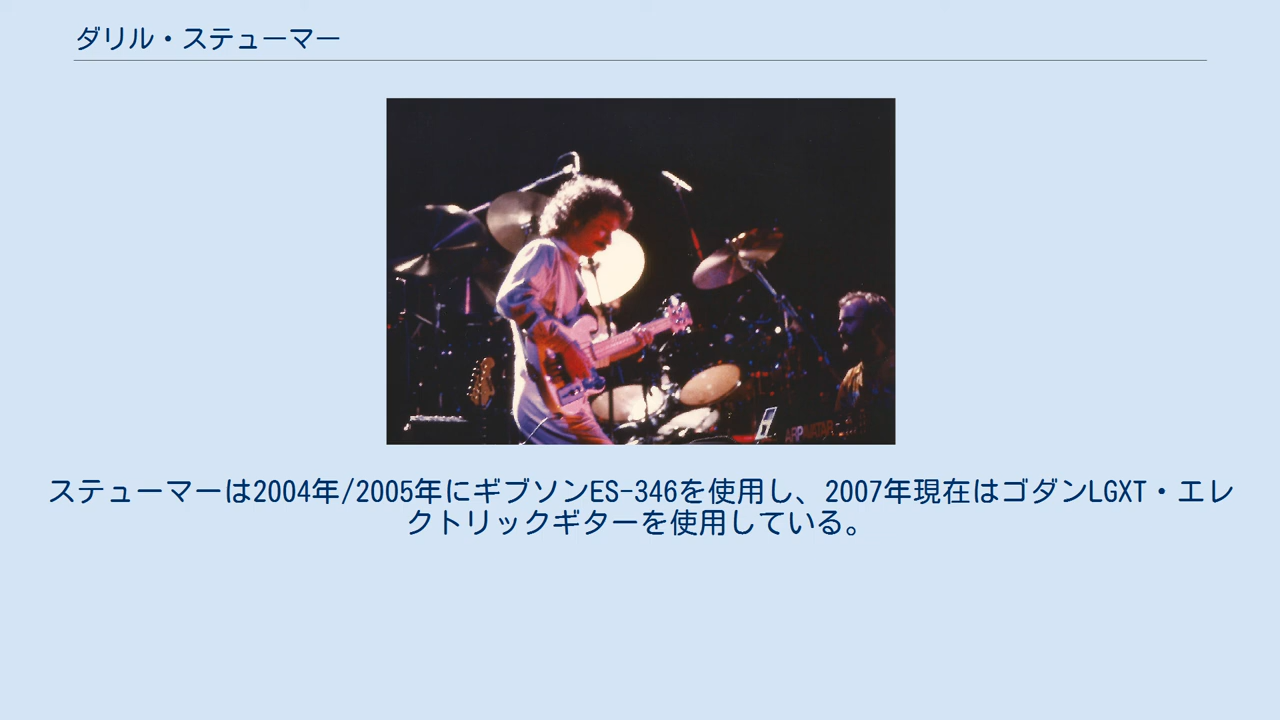 ダリル・ステューマー
ステューマーは2004年/2005年にギブソンES-346を使用し、2007年現在はゴダンLGXT・エレ
クトリックギターを使用している。